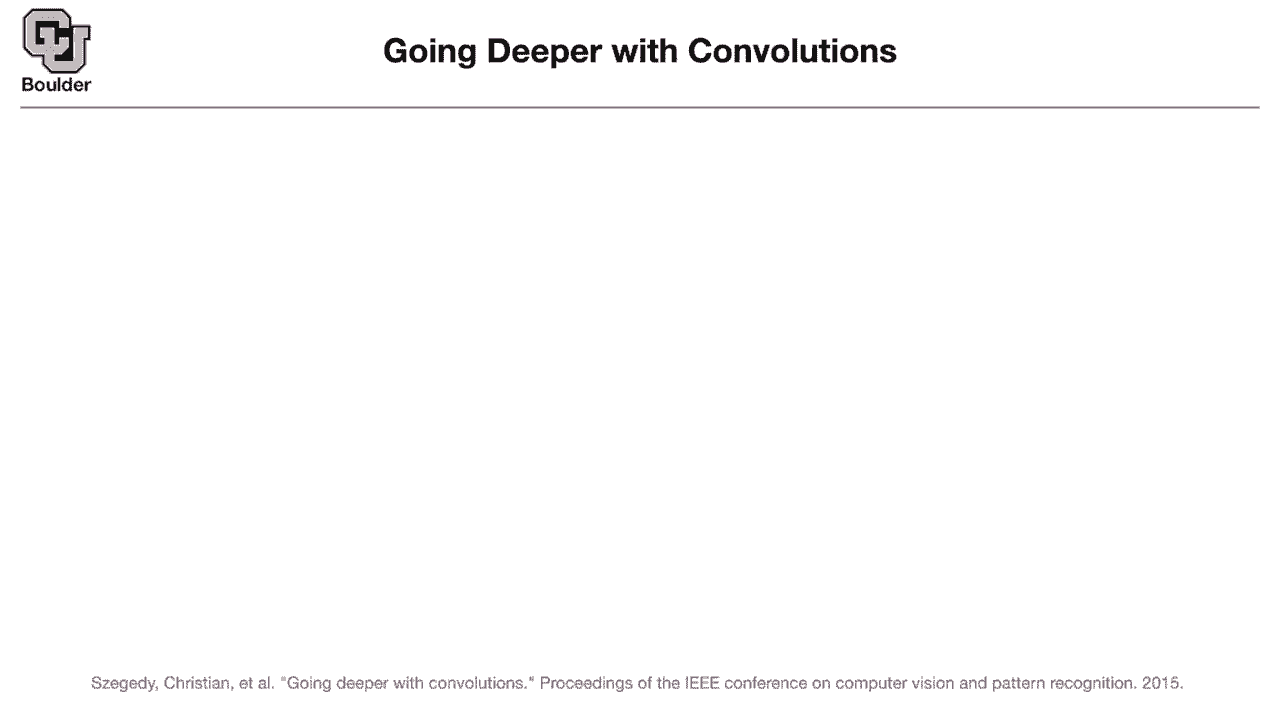 Boulder
Going Deeper with Convolutions
Szegedy, Christian, et al. "Going deeper with convolutions." Proceedings of the IEEE conference on computer vision and pattern recognition. 2015.